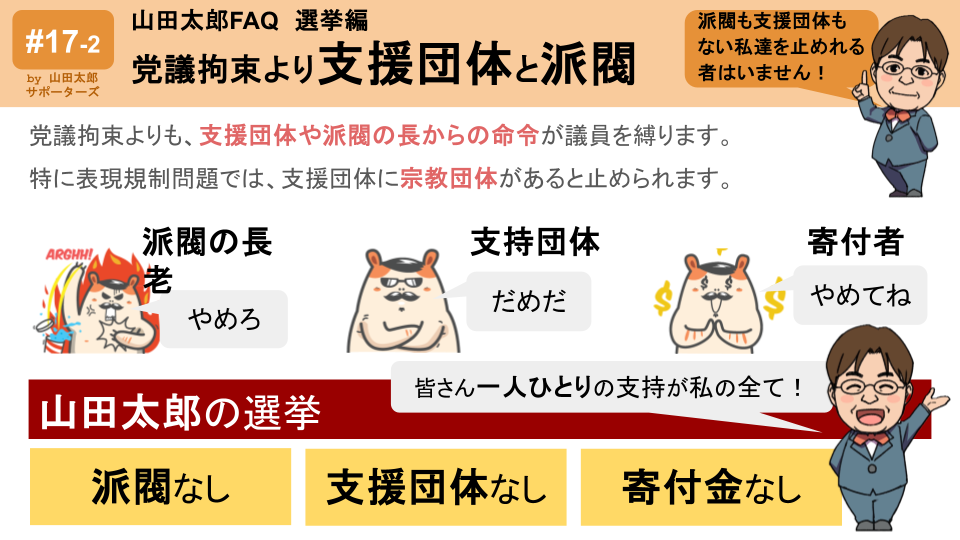 #17-2
by 山田太郎
サポーターズ
山田太郎FAQ 選挙編
党議拘束より支援団体と派閥
派閥も支援団体も
ない私達を止めれる
者はいません！
党議拘束よりも、支援団体や派閥の長からの命令が議員を縛ります。
特に表現規制問題では、支援団体に宗教団体があると止められます。
ARGHH!
派閥の長
老
やめろ
支持団体
だめだ
寄付者
やめてね
皆さん一人ひとりの支持が私の全て！
山田太郎の選挙
派閥なし
支援団体なし
寄付金なし